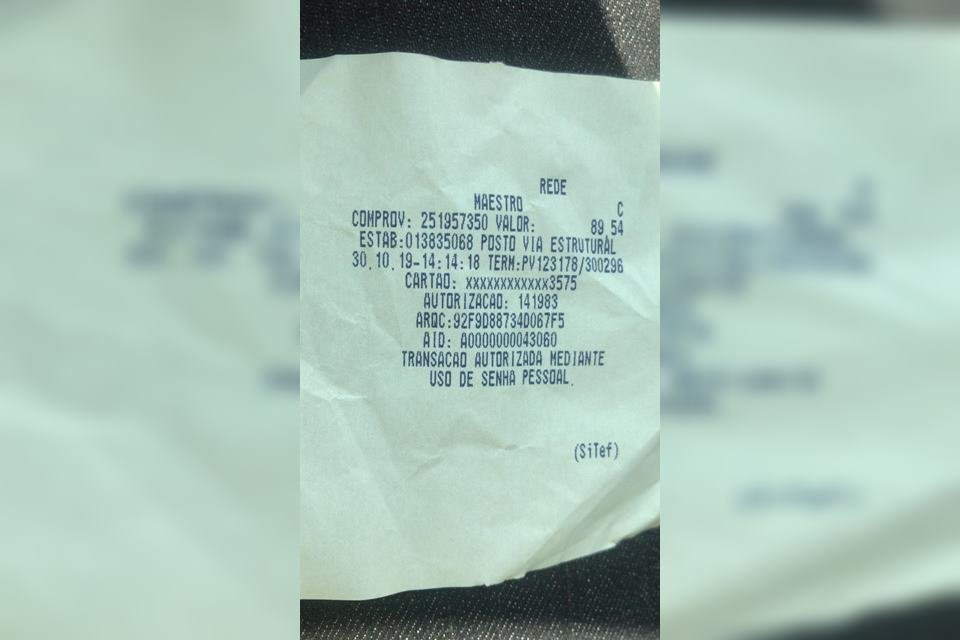 REDE
MAESTRO C
COMPROV: 251957350 VALOR: 89,54
ESTAB:013835068 POSTO VIA ESTRUTURAL
30.10.19-14:14:18 TERM:PV123178/300296
CARTAO: xxxxxxxxxxxx3575
AUTORIZACAO: 141983
ARQC:92F9D88734D067F5
AID: A0000000043060
TRANSACAO AUTORIZADA MEDIANTE
USO DE SENHA PESSOAL.
(SiTef)